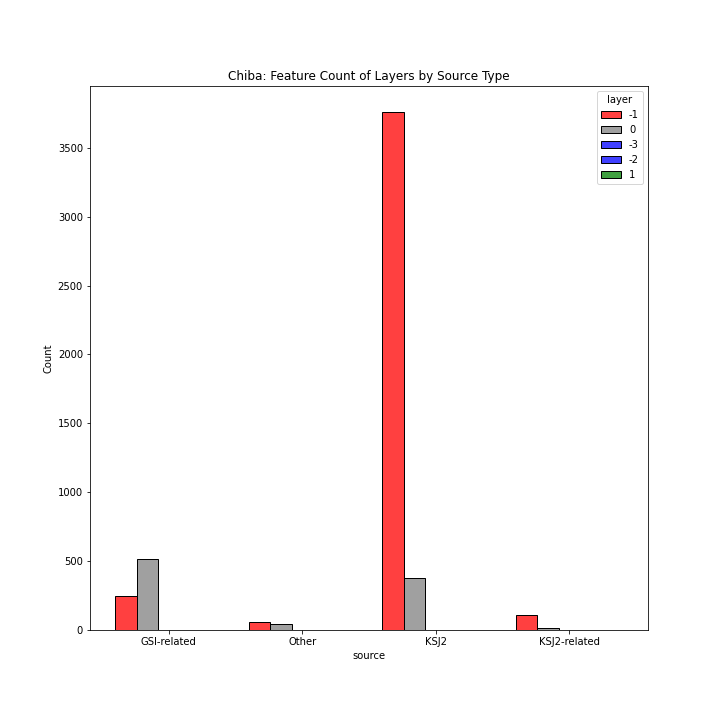 Chiba: Feature Count of Layers by Source Type
layer
-1
0
-3
-2
1
3500
3000
2500
2000
1500
1000
500
0
Count
GSI-related
Other
KSJ2
KSJ2-related
source